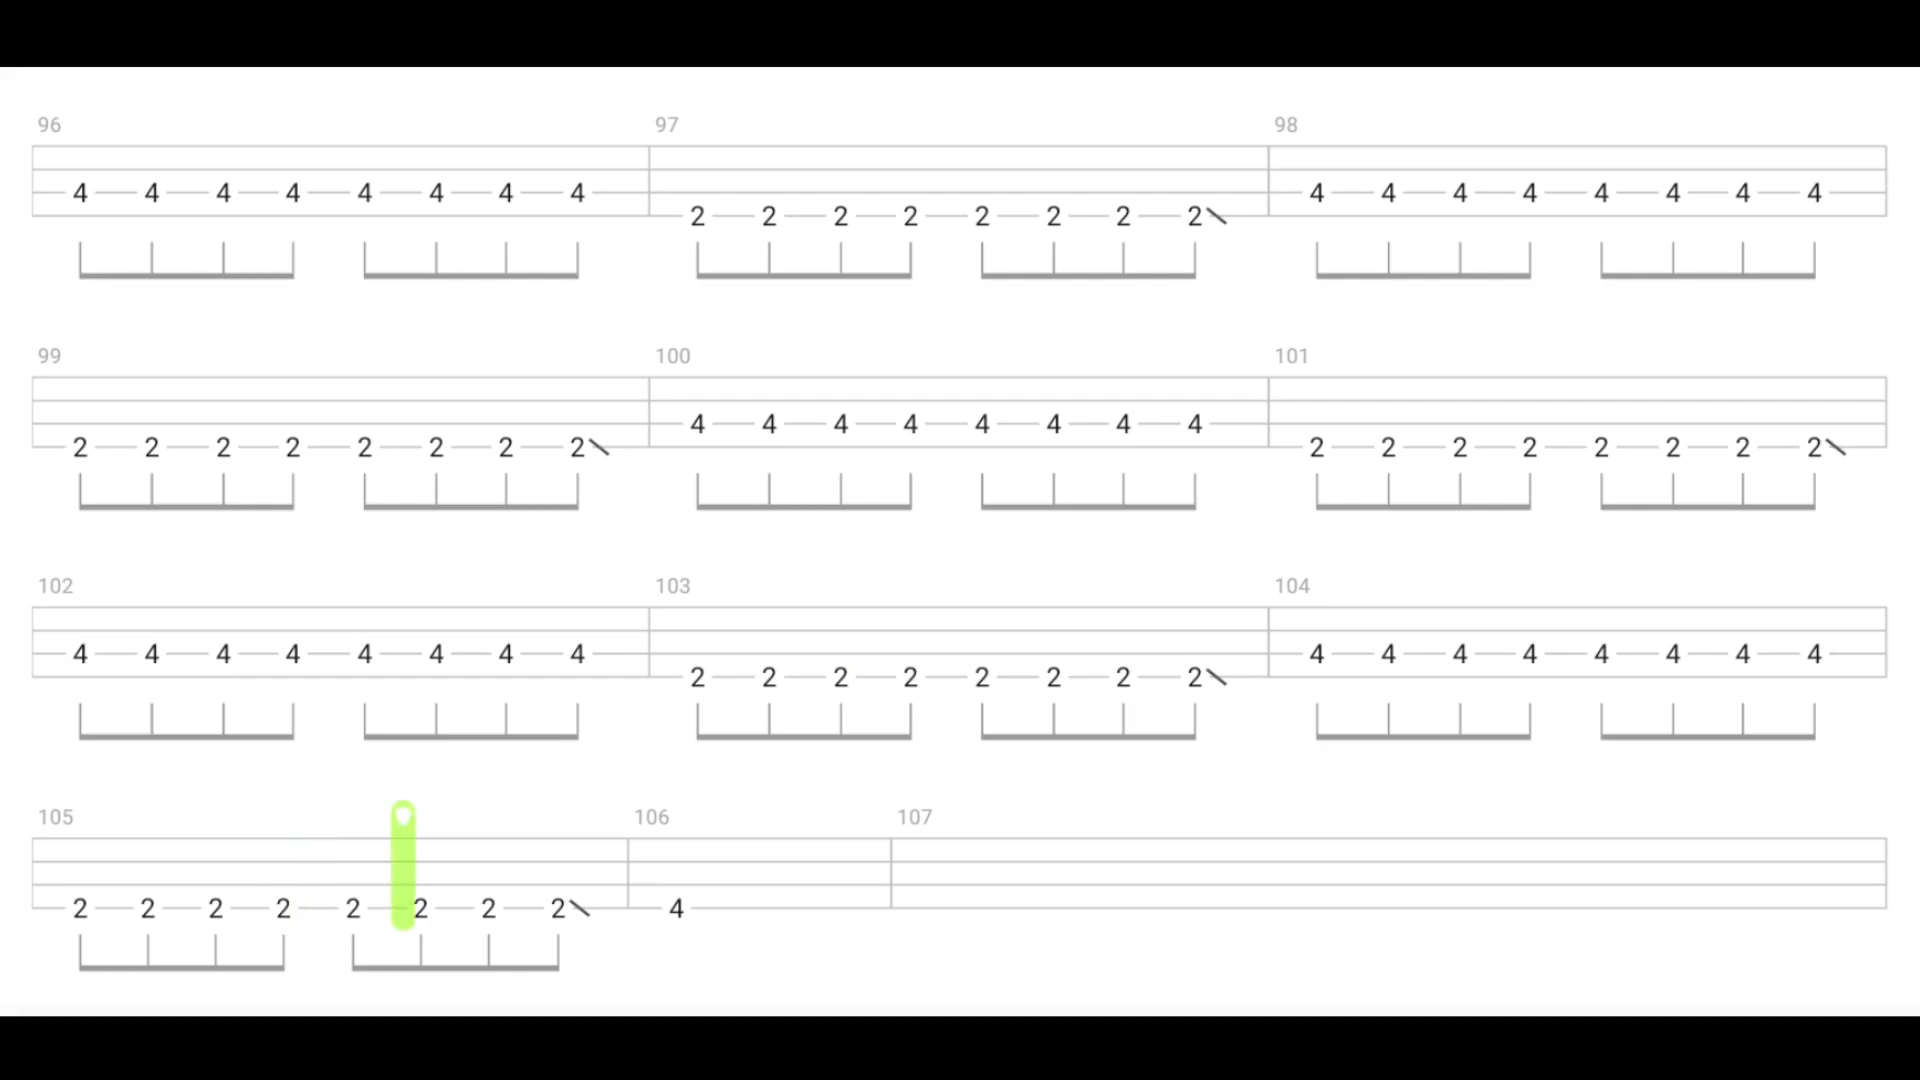 96 97 98
4 4 4 4 4 4 4 4 2 2 2 2 2 2 2 2 4 4 4 4 4 4 4 4
99 100 101
2 2 2 2 2 2 2 2 4 4 4 4 4 4 4 4 2 2 2 2 2 2 2 2
102 103 104
4 4 4 4 4 4 4 4 2 2 2 2 2 2 2 2 4 4 4 4 4 4 4 4
105 106 107
2 2 2 2 2 2 2 2 4